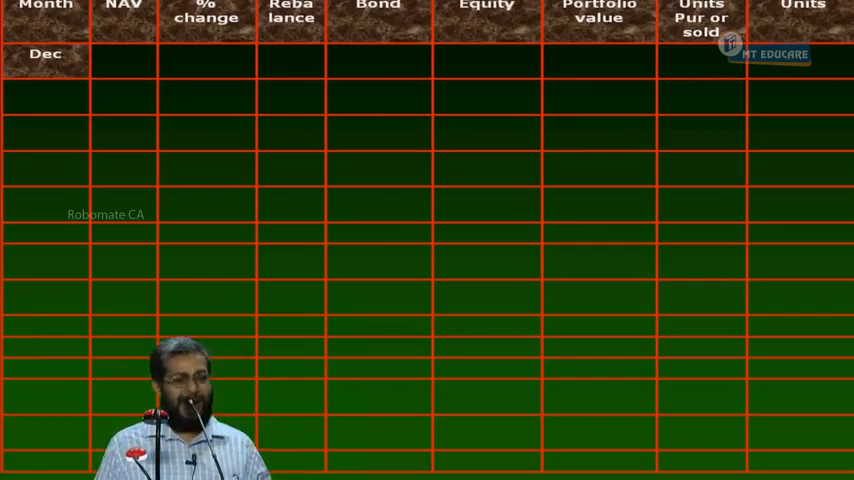 Month NAV % change Reba lance Bond Equity Portfolio value Units Pur or sold Units
Dec
MT EDUCARE
Robomate CA